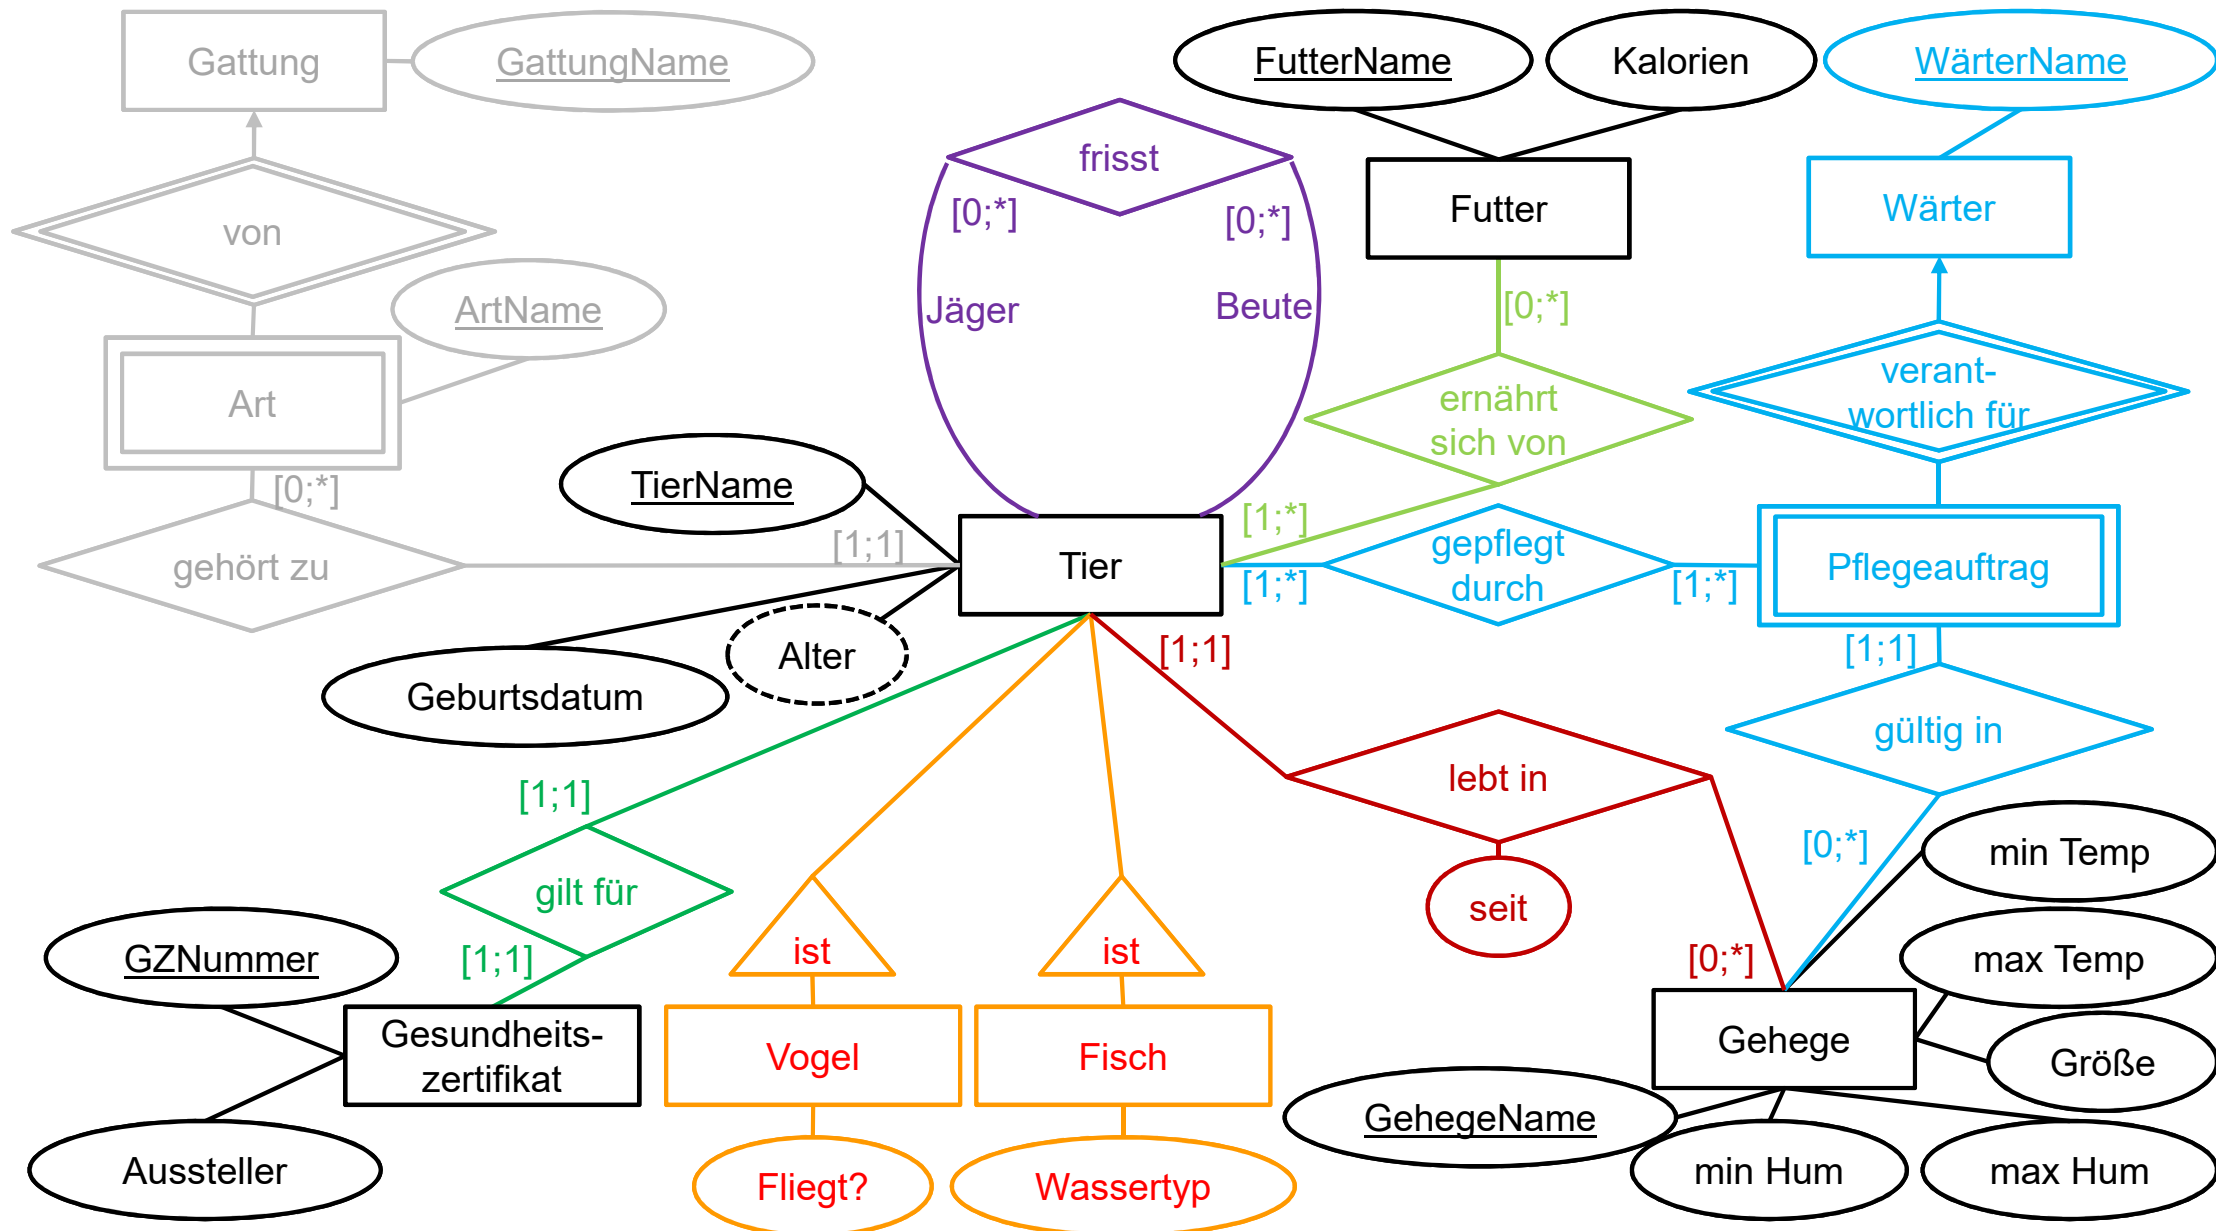 Gattung
GattungName
FutterName
Kalorien
WärterName
frisst
[0;*]
[0;*]
Jäger
Beute
Futter
Wärter
von
[0;*]
ArtName
Art
ernährt
sich von
verant-
wortlich für
TierName
[0;*]
gehört zu
[1;1]
Tier
[1;*]
[1;*]
gepflegt
durch
[1;*]
Pflegeauftrag
Alter
Geburtsdatum
[1;1]
[1;1]
gültig in
[1;1]
lebt in
[0;*]
min Temp
gilt für
seit
[1;1]
GZNummer
ist
ist
[0;*]
max Temp
Gesundheits-
zertifikat
Vogel
Fisch
Gehege
Größe
GehegeName
Aussteller
Fliegt?
Wassertyp
min Hum
max Hum